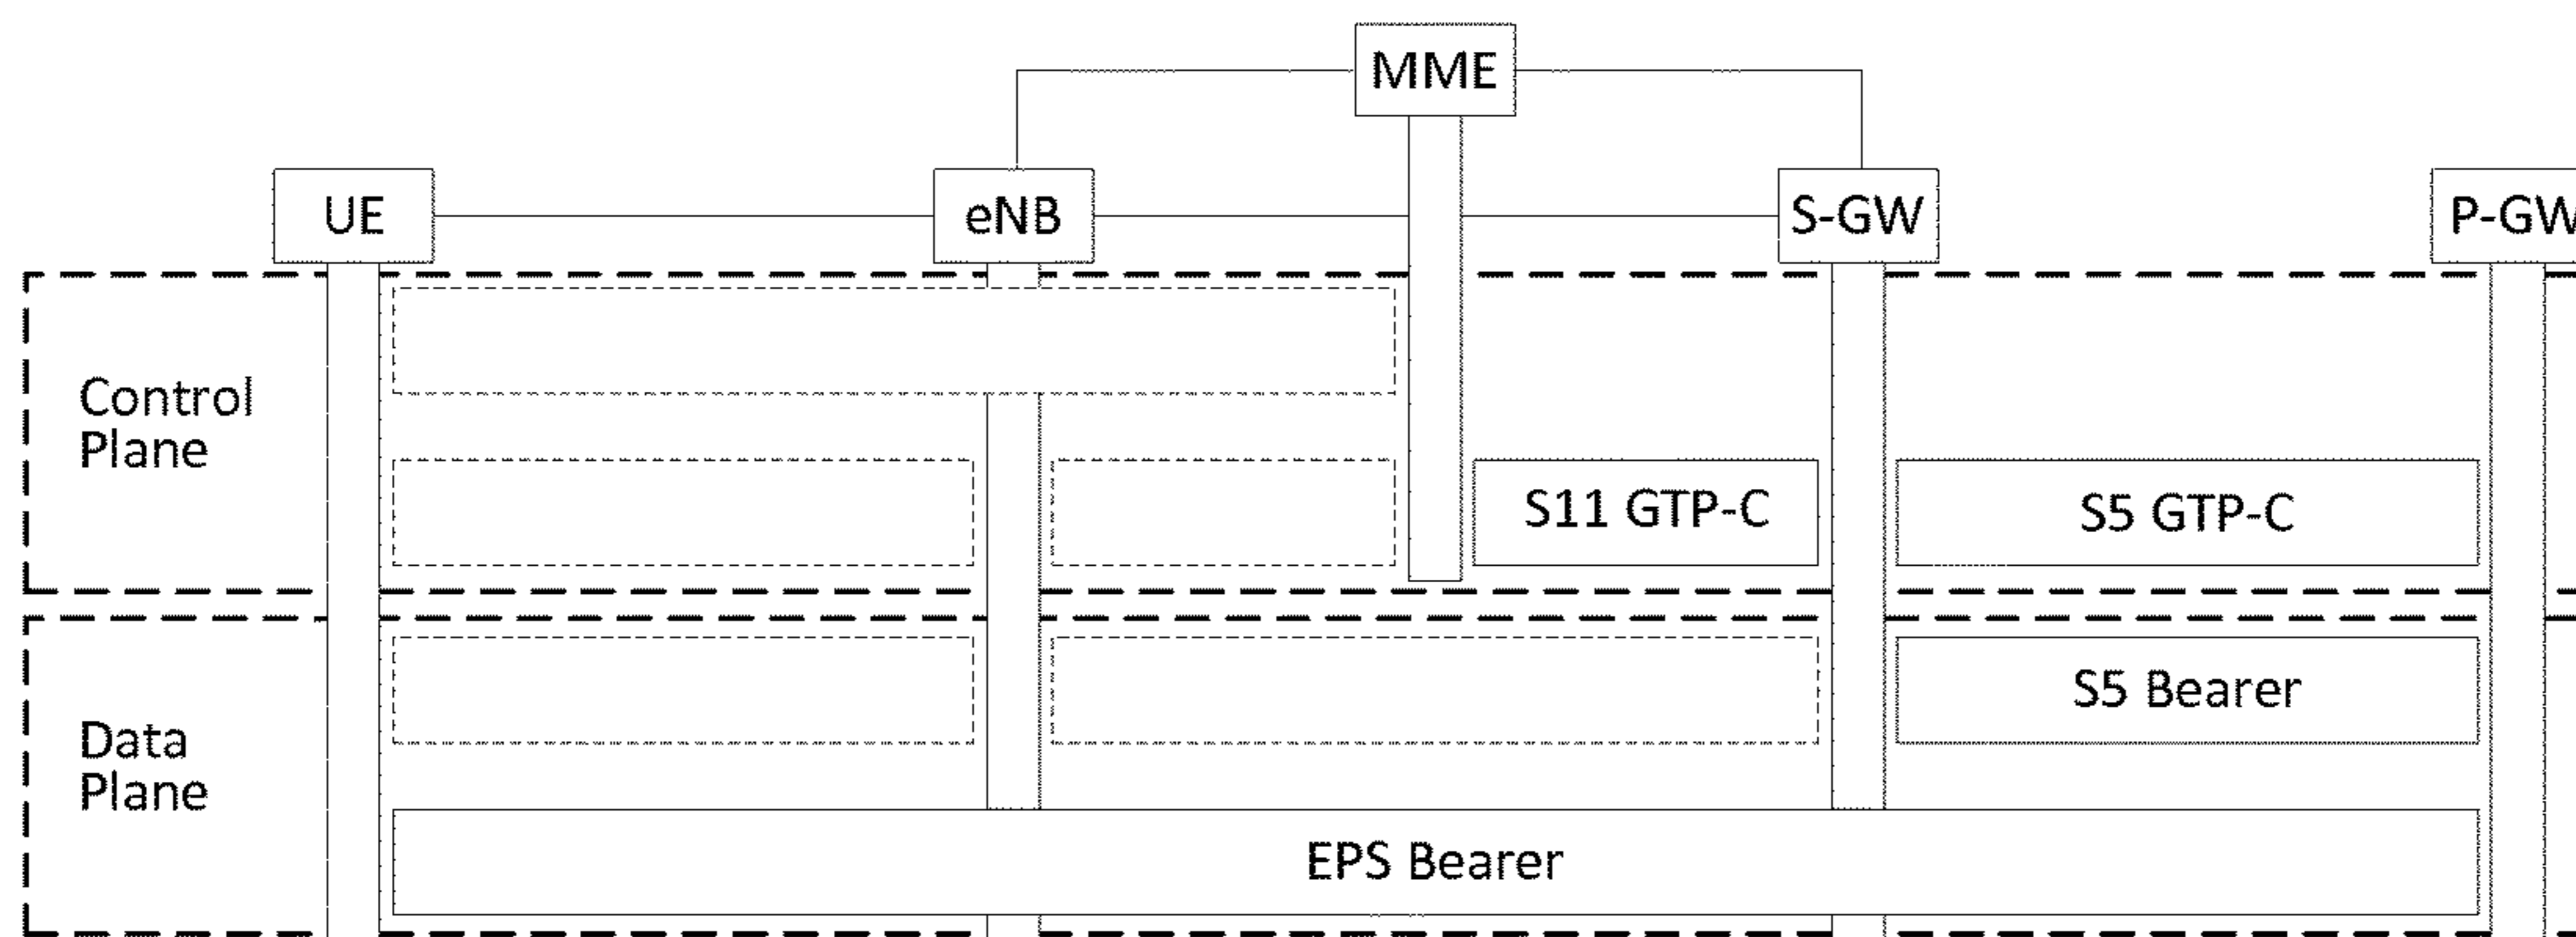 MME
UE
eNB
S-GW
P-GW
Control
Plane
S11 GTP-C
S5 GTP-C
Data
Plane
S5 Bearer
EPS Bearer